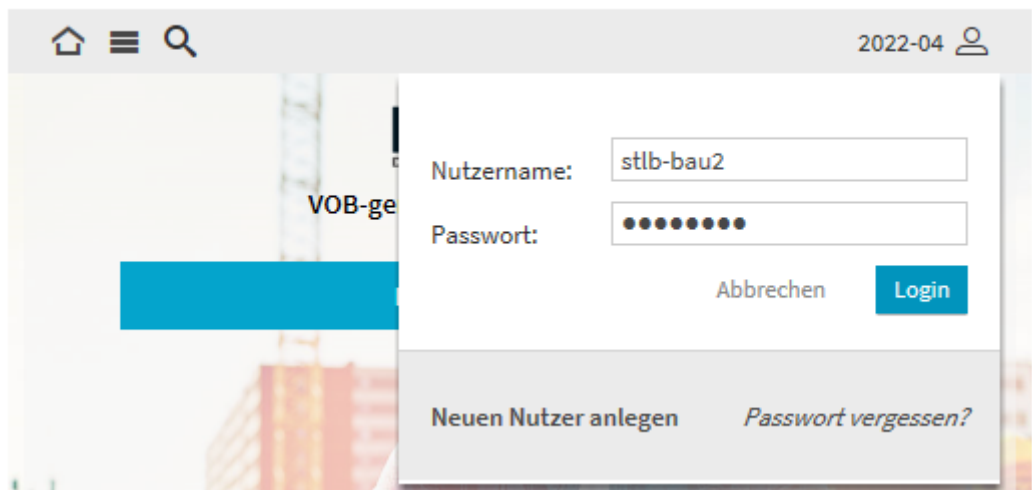 2022-04
Nutzername:
stlb-bau2
VOB-ge
Passwort:
●●●●●●●●
Abbrechen
Login
Neuen Nutzer anlegen
Passwort vergessen?